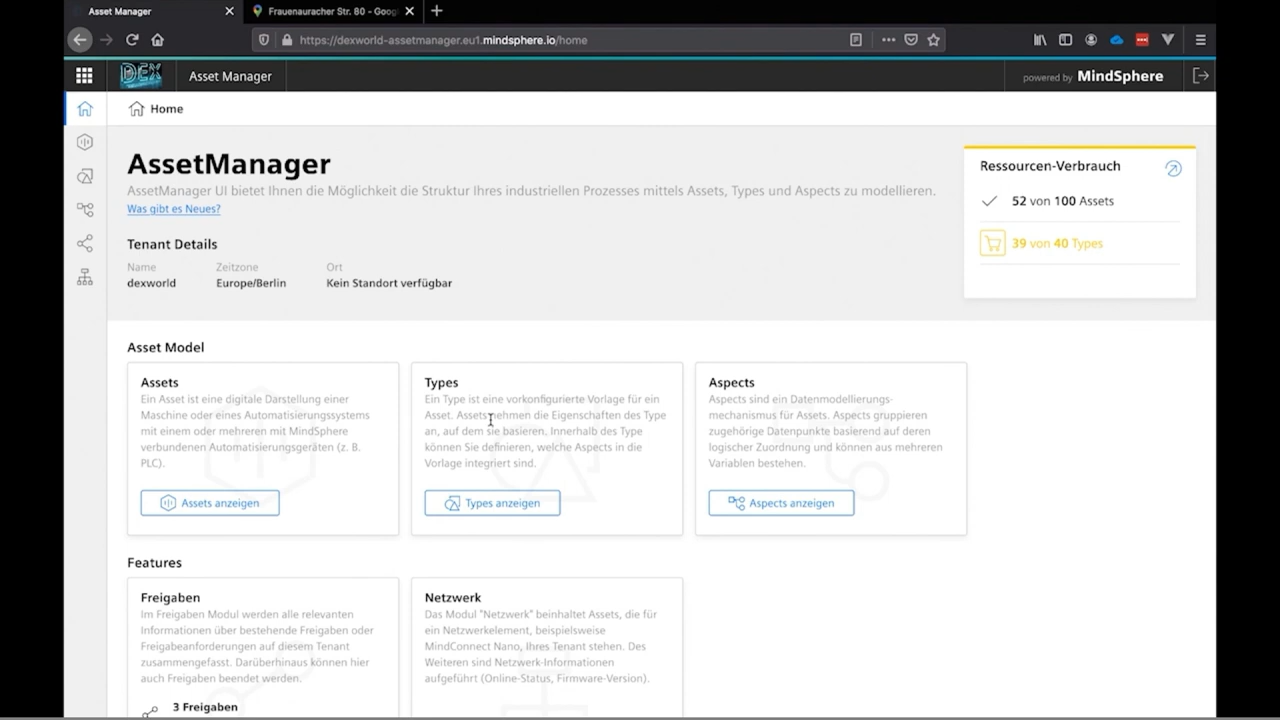 Asset Manager
Frauenauracher Str. 80 - Goog
https://dexworld-assetmanager.eu1.mindsphere.io/home
DEX
Asset Manager
powered by MindSphere
Home
AssetManager
AssetManager UI bietet Ihnen die Möglichkeit die Struktur Ihres industriellen Prozesses mittels Assets, Types und Aspects zu modellieren.
Was gibt es Neues?
Tenant Details
Name
Zeitzone
Ort
dexworld
Europe/Berlin
Kein Standort verfügbar
Ressourcen-Verbrauch
52 von 100 Assets
39 von 40 Types
Asset Model
Assets
Ein Asset ist eine digitale Darstellung einer
Maschine oder eines Automatisierungssystems
mit einem oder mehreren mit MindSphere
verbundenen Automatisierungsgeräten (z. B.
PLC).
Assets anzeigen
Types
Ein Type ist eine vorkonfigurierte Vorlage für ein
Asset. Assets nehmen die Eigenschaften des Type
an, auf dem sie basieren. Innerhalb des Type
können Sie definieren, welche Aspects in die
Vorlage integriert sind.
Types anzeigen
Aspects
Aspects sind ein Datenmodellierungs-
mechanismus für Assets. Aspects gruppieren
zugehörige Datenpunkte basierend auf deren
logischer Zuordnung und können aus mehreren
Variablen bestehen.
Aspects anzeigen
Features
Freigaben
Im Freigaben Modul werden alle relevanten
Informationen über bestehende Freigaben oder
Freigabeanforderungen auf diesem Tenant
zusammengefasst. Darüberhinaus können hier
auch Freigaben beendet werden.
3 Freigaben
Netzwerk
Das Modul "Netzwerk" beinhaltet Assets, die für
ein Netzwerkelement, beispielsweise
MindConnect Nano, Ihres Tenant stehen. Des
Weiteren sind Netzwerk-Informationen
aufgeführt (Online-Status, Firmware-Version).